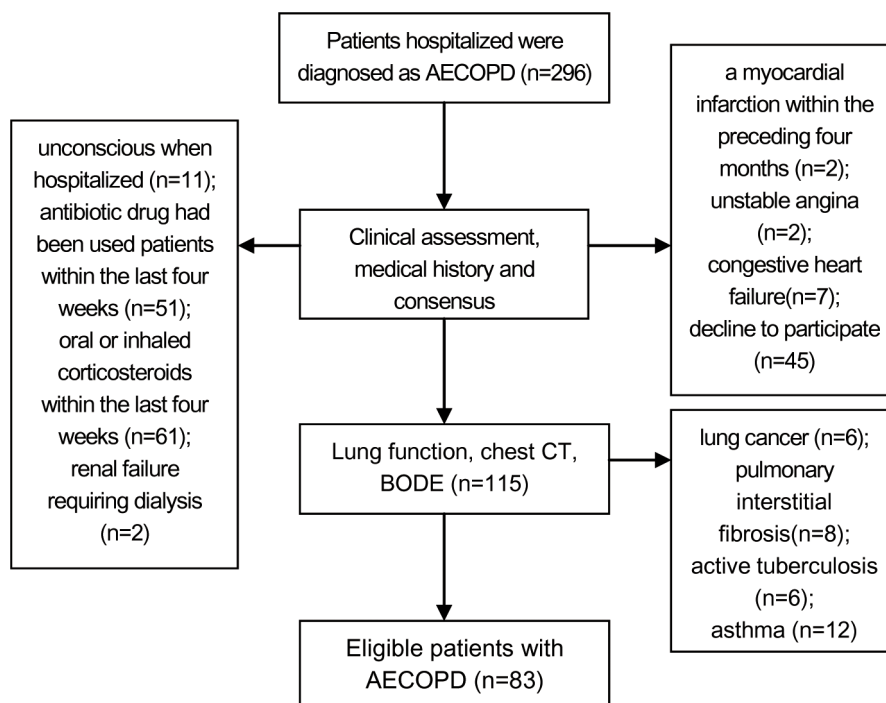 Patients hospitalized were
diagnosed as AECOPD (n=296)
unconscious when
hospitalized (n=11);
antibiotic drug had
been used patients
within the last four
weeks (n=51);
oral or inhaled
corticosteroids
within the last four
weeks (n=61);
renal failure
requiring dialysis
(n=2)
Clinical assessment,
medical history and
consensus
a myocardial
infarction within the
preceding four
months (n=2);
unstable angina
(n=2);
congestive heart
failure(n=7);
decline to participate
(n=45)
Lung function, chest CT,
BODE (n=115)
lung cancer (n=6);
pulmonary
interstitial
fibrosis(n=8);
active tuberculosis
(n=6);
asthma (n=12)
Eligible patients with
AECOPD (n=83)